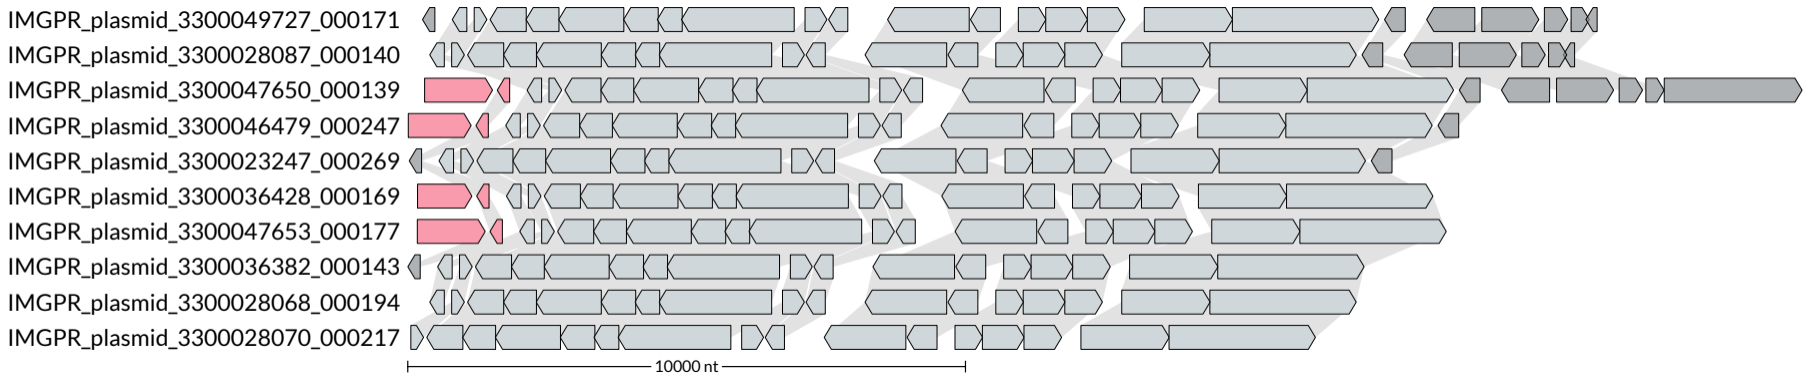 IMGPR_plasmid_3300049727_000171
IMGPR_plasmid_3300028087_000140
IMGPR_plasmid_3300047650_000139
IMGPR_plasmid_3300046479_000247
IMGPR_plasmid_3300023247_000269
IMGPR_plasmid_3300036428_000169
IMGPR_plasmid_3300047653_000177
IMGPR_plasmid_3300036382_000143
IMGPR_plasmid_3300028068_000194
IMGPR_plasmid_3300028070_000217
10000 nt